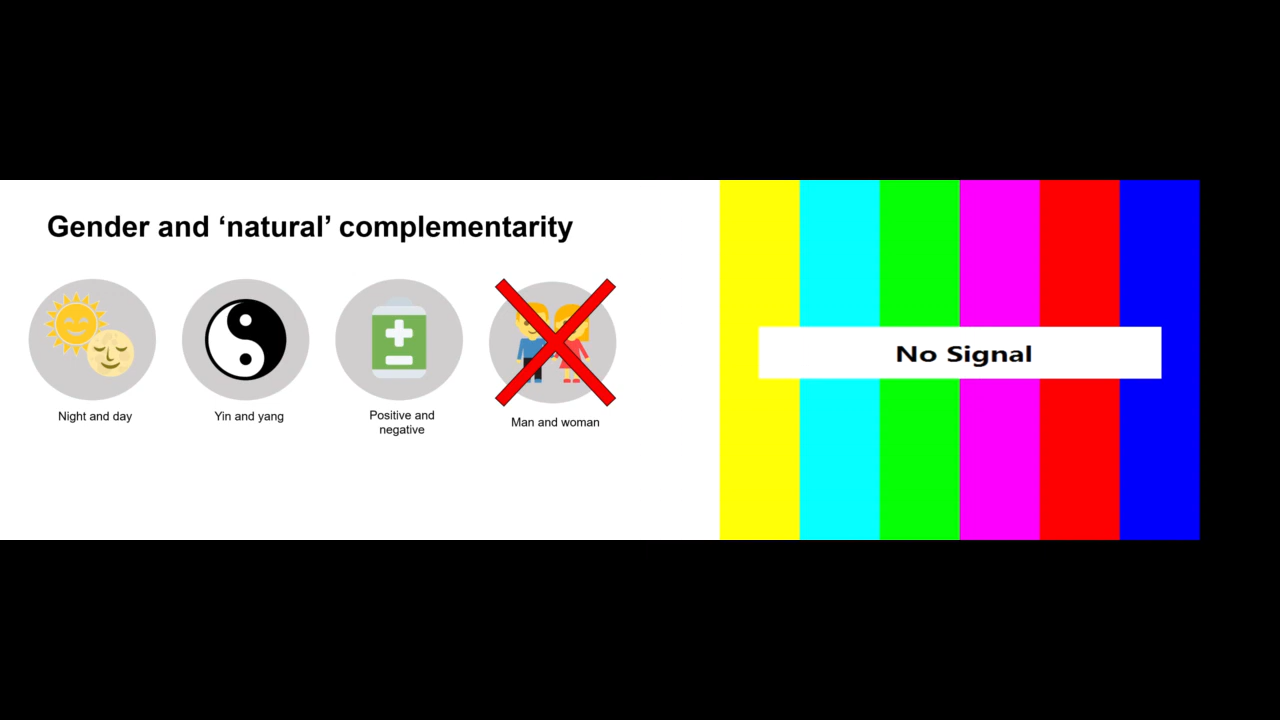 Gender and ‘natural’ complementarity
Night and day
Yin and yang
Positive and
negative
Man and woman
No Signal